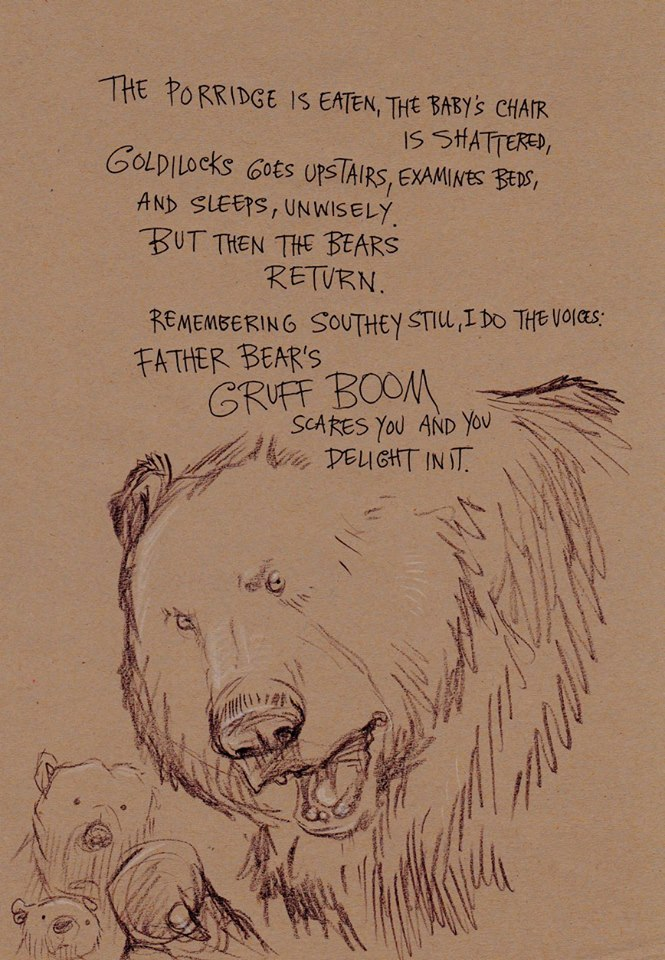 THE PORRIDGE IS EATEN, THE BABY'S CHAIR
IS SHATTERED,
GOLDILOCKS GOES UPSTAIRS, EXAMINES BEDS,
AND SLEEPS, UNWISELY.
BUT THEN THE BEARS
RETURN.
REMEMBERING SOUTHEY STILL, I DO THE VOICES:
FATHER BEAR'S
GRUFF BOOM
SCARES YOU AND YOU
DELIGHT IN IT.